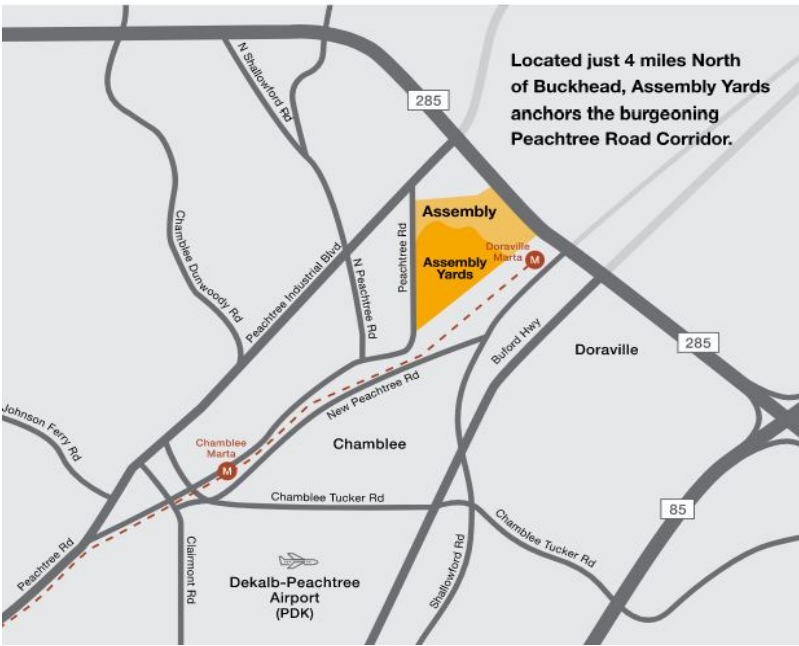 Located just 4 miles North
of Buckhead, Assembly Yards
anchors the burgeoning
Peachtree Road Corridor.
285
N Shallowford Rd
Chamblee Dunwoody Rd
Peachtree Industrial Blvd
N Peachtree Rd
Peachtree Rd
Assembly
Assembly
Yards
Doraville
Marta
M
Buford Hwy
Doraville
285
New Peachtree Rd
Johnson Ferry Rd
Chamblee
Marta
M
Chamblee
Chamblee Tucker Rd
85
Chamblee Tucker Rd
Peachtree Rd
Clairmont Rd
Shallowford Rd
Dekalb-Peachtree
Airport
(PDK)